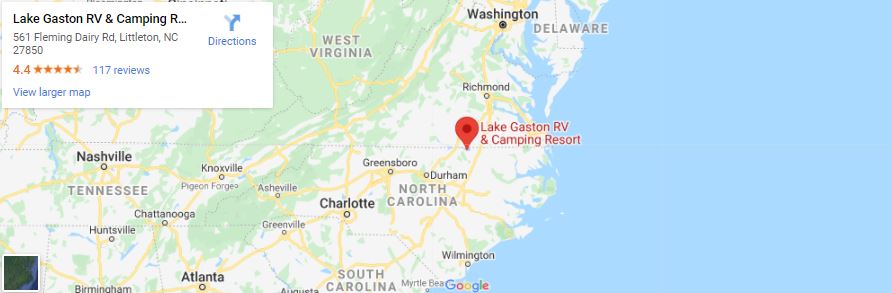 Lake Gaston RV & Camping R...
561 Fleming Dairy Rd, Littleton, NC
27850
Directions
4.4
117 reviews
View larger map
Washington
DELAWARE
WEST
VIRGINIA
Richmond
Lake Gaston RV
& Camping Resort
Nashville
Knoxville
Greensboro
Durham
Pigeon Forge
TENNESSEE
Asheville
NORTH
CAROLINA
Charlotte
Chattanooga
Greenville
Huntsville
Wilmington
Atlanta
SOUTH
CAROLINA
Myrtle Bea
Google
Birmingham